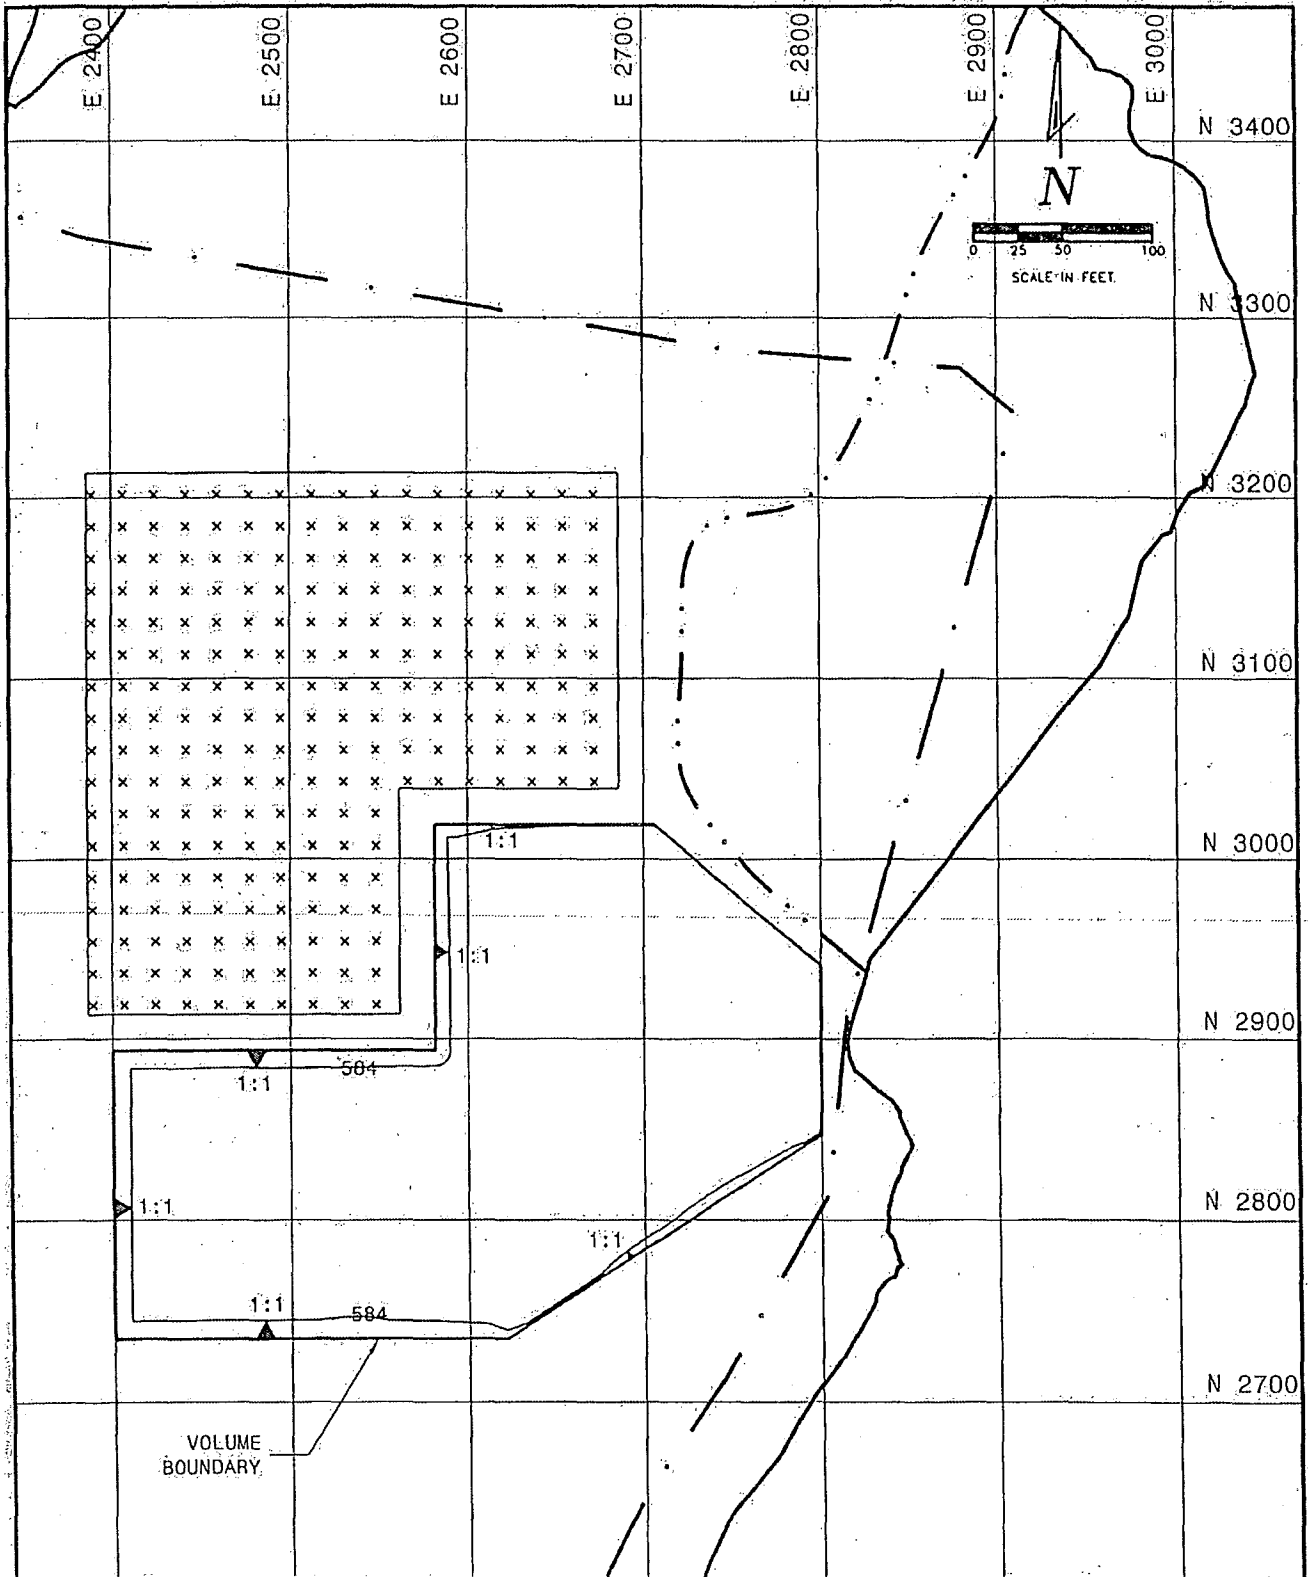 E 2400
E 2500
E 2600
E 2700
E 2800
E 2900
E 3000
N 3400
N
0 25 50 100
SCALE IN FEET.
N 3300
N 3200
N 3100
1:1
N 3000
1:1
N 2900
584
1:1
1:1
N 2800
1:1
1:1
584
N 2700
VOLUME
BOUNDARY